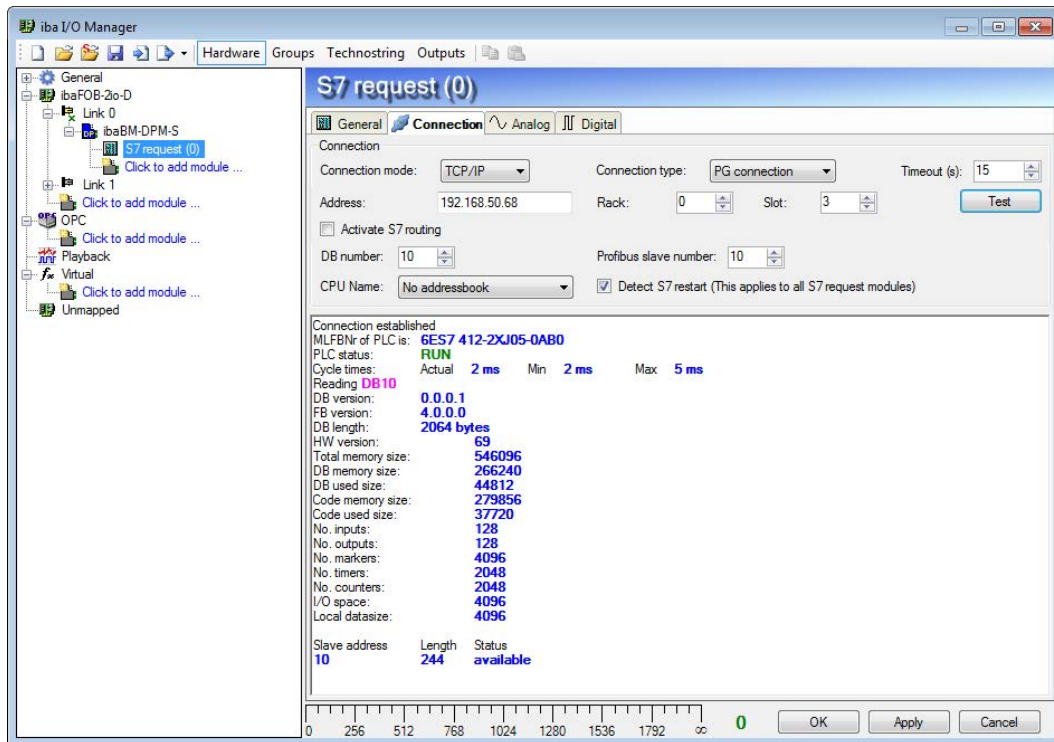 iba I/O Manager
Hardware Groups Technostring Outputs
General
ibaFOB-2io-D
Link 0
ibaBM-DPM-S
S7 request (0)
Click to add module ...
Link 1
Click to add module ...
OPC
Click to add module ...
Playback
Virtual
Click to add module ...
Unmapped
S7 request (0)
General Connection Analog Digital
Connection
Connection mode: TCP/IP Connection type: PG connection Timeout (s): 15
Address: 192.168.50.68 Rack: 0 Slot: 3 Test
Activate S7 routing
DB number: 10 Profibus slave number: 10
CPU Name: No addressbook Detect S7 restart (This applies to all S7 request modules)
Connection established
MLFBNr of PLC is: 6ES7 412-2XJ05-0AB0
PLC status: RUN
Cycle times: Actual 2 ms Min 2 ms Max 5 ms
Reading DB10
DB version: 0.0.0.1
FB version: 4.0.0.0
DB length: 2064 bytes
HW version: 69
Total memory size: 546096
DB memory size: 266240
DB used size: 44812
Code memory size: 279856
Code used size: 37720
No. inputs: 128
No. outputs: 128
No. markers: 4096
No. timers: 2048
No. counters: 2048
I/O space: 4096
Local datasize: 4096
Slave address Length Status
10 244 available
0 256 512 768 1024 1280 1536 1792 ∞ 0 OK Apply Cancel